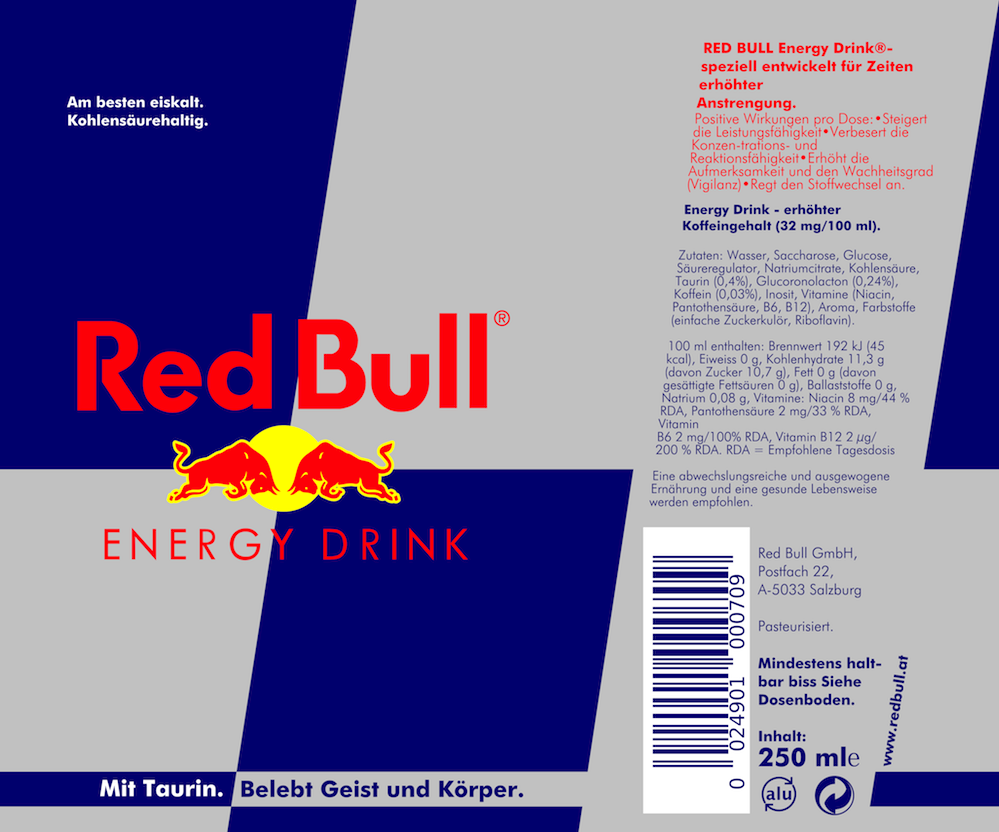 Am besten eiskalt.
Kohlensäurehaltig.
Red Bull®
ENERGY DRINK
Mit Taurin. Belebt Geist und Körper.
RED BULL Energy Drink®-
speziell entwickelt für Zeiten
erhöhter
Anstrengung.
Positive Wirkungen pro Dose:•Steigert
die Leistungsfähigkeit•Verbesert die
Konzen-trations- und
Reaktionsfähigkeit•Erhöht die
Aufmerksamkeit und den Wachheitsgrad
(Vigilanz)•Regt den Stoffwechsel an.
Energy Drink - erhöhter
Koffeingehalt (32 mg/100 ml).
Zutaten: Wasser, Saccharose, Glucose,
Säureregulator, Natriumcitrate, Kohlensäure,
Taurin (0,4%), Glucoronolacton (0,24%),
Koffein (0,03%), Inosit, Vitamine (Niacin,
Pantothensäure, B6, B12), Aroma, Farbstoffe
(einfache Zuckerkulör, Riboflavin).
100 ml enthalten: Brennwert 192 kJ (45
kcal), Eiweiss 0 g, Kohlenhydrate 11,3 g
(davon Zucker 10,7 g), Fett 0 g (davon
gesättigte Fettsäuren 0 g), Ballaststoffe 0 g,
Natrium 0,08 g, Vitamine: Niacin 8 mg/44 %
RDA, Pantothensäure 2 mg/33 % RDA,
Vitamin
B6 2 mg/100% RDA, Vitamin B12 2 µg/
200 % RDA. RDA = Empfohlene Tagesdosis
Eine abwechslungsreiche und ausgewogene
Ernährung und eine gesunde Lebensweise
werden empfohlen.
0 024901 000709
Red Bull GmbH,
Postfach 22,
A-5033 Salzburg
Pasteurisiert.
Mindestens halt-
bar biss Siehe
Dosenboden.
Inhalt:
250 ml℮
alu
www.redbull.at